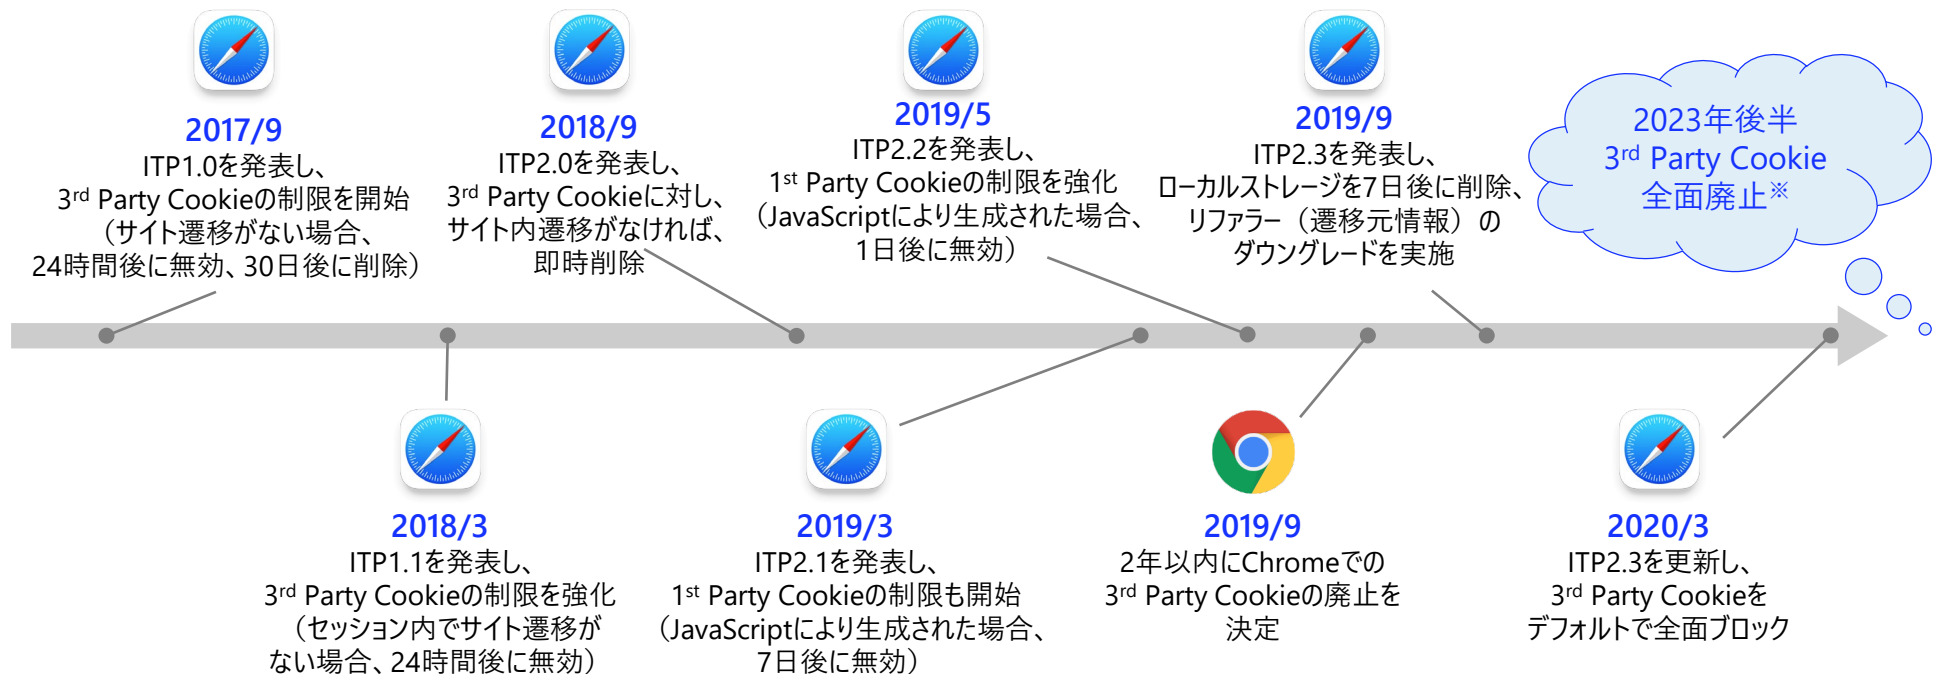 2017/9
ITP1.0を発表し、
3rd Party Cookieの制限を開始
（サイト遷移がない場合、
24時間後に無効、30日後に削除）
2018/9
ITP2.0を発表し、
3rd Party Cookieに対し、
サイト内遷移がなければ、
即時削除
2019/5
ITP2.2を発表し、
1st Party Cookieの制限を強化
（JavaScriptにより生成された場合、
1日後に無効）
2019/9
ITP2.3を発表し、
ローカルストレージを7日後に削除、
リファラー（遷移元情報）の
ダウングレードを実施
2023年後半
3rd Party Cookie
全面廃止※
2018/3
ITP1.1を発表し、
3rd Party Cookieの制限を強化
（セッション内でサイト遷移が
ない場合、24時間後に無効）
2019/3
ITP2.1を発表し、
1st Party Cookieの制限も開始
（JavaScriptにより生成された場合、
7日後に無効）
2019/9
2年以内にChromeでの
3rd Party Cookieの廃止を
決定
2020/3
ITP2.3を更新し、
3rd Party Cookieを
デフォルトで全面ブロック